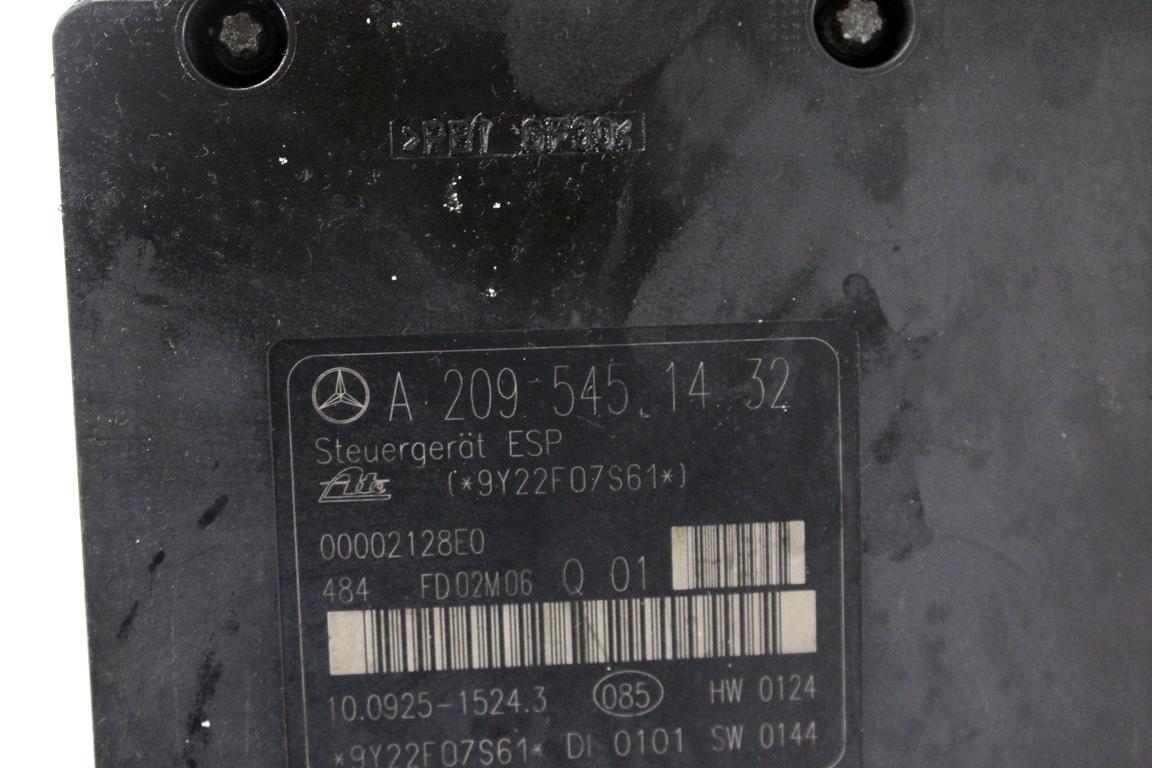 >PBT GF30<
A 209 545 14 32
Steuergerät ESP
Ate (*9Y22F07S61*)
00002128E0
484 FD02M06 Q 01
10.0925-1524.3 085 HW 0124
*9Y22F07S61* DI 0101 SW 0144